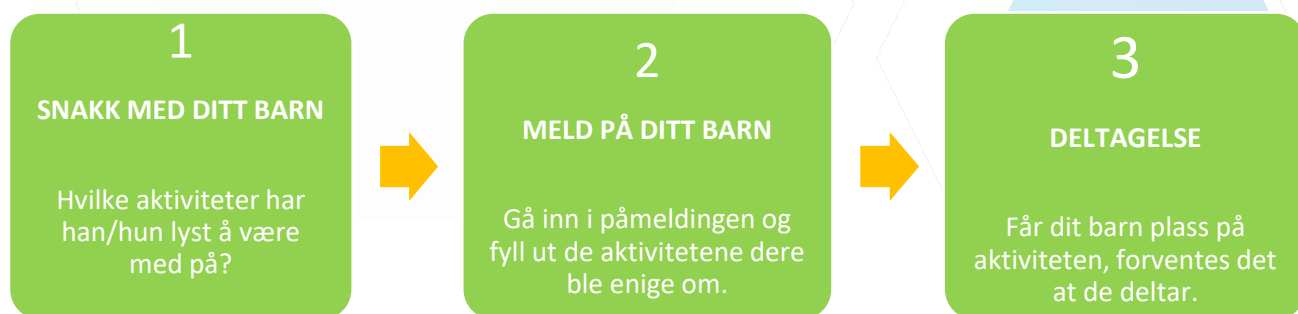 1
SNAKK MED DITT BARN
Hvilke aktiviteter har
han/hun lyst å være
med på?
2
MELD PÅ DITT BARN
Gå inn i påmeldingen og
fyll ut de aktivitetene dere
ble enige om.
3
DELTAGELSE
Får dit barn plass på
aktiviteten, forventes det
at de deltar.